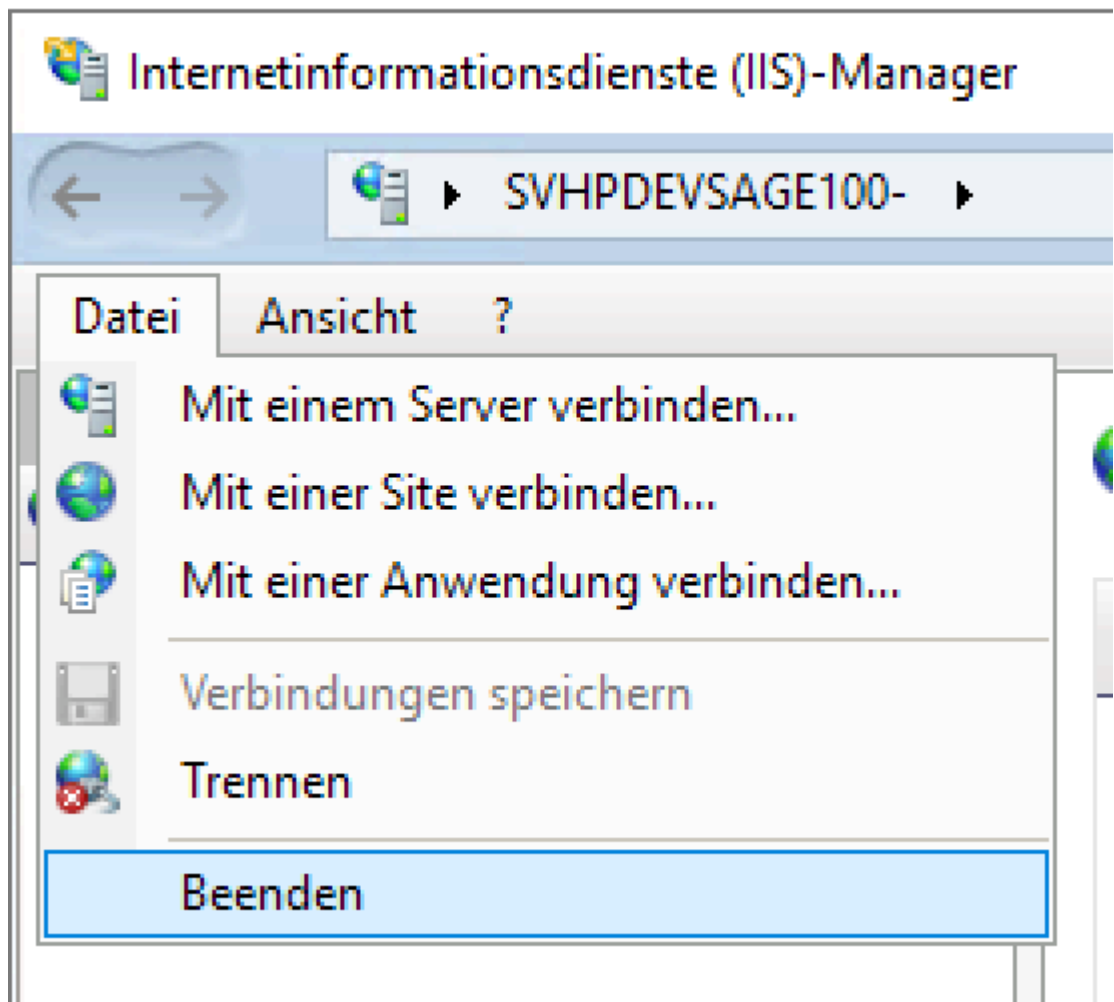 Internetinformationsdienste (IIS)-Manager
SVHPDEVSAGE100-
Datei Ansicht ?
Mit einem Server verbinden...
Mit einer Site verbinden...
Mit einer Anwendung verbinden...
Verbindungen speichern
Trennen
Beenden